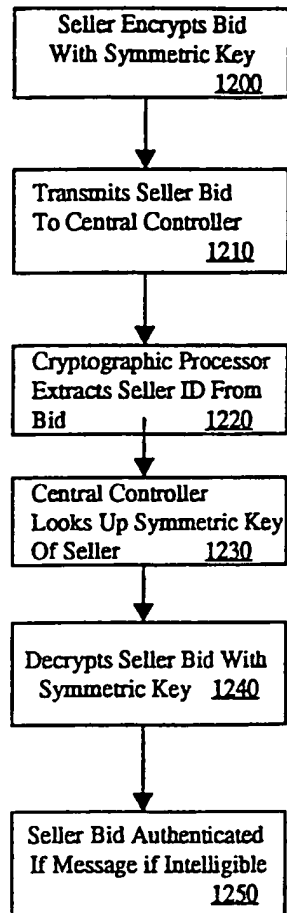 Seller Encrypts Bid
With Symmetric Key
1200
Transmits Seller Bid
To Central Controller
1210
Cryptographic Processor
Extracts Seller ID From
Bid 1220
Central Controller
Looks Up Symmetric Key
Of Seller 1230
Decrypts Seller Bid With
Symmetric Key 1240
Seller Bid Authenticated
If Message if Intelligible
1250